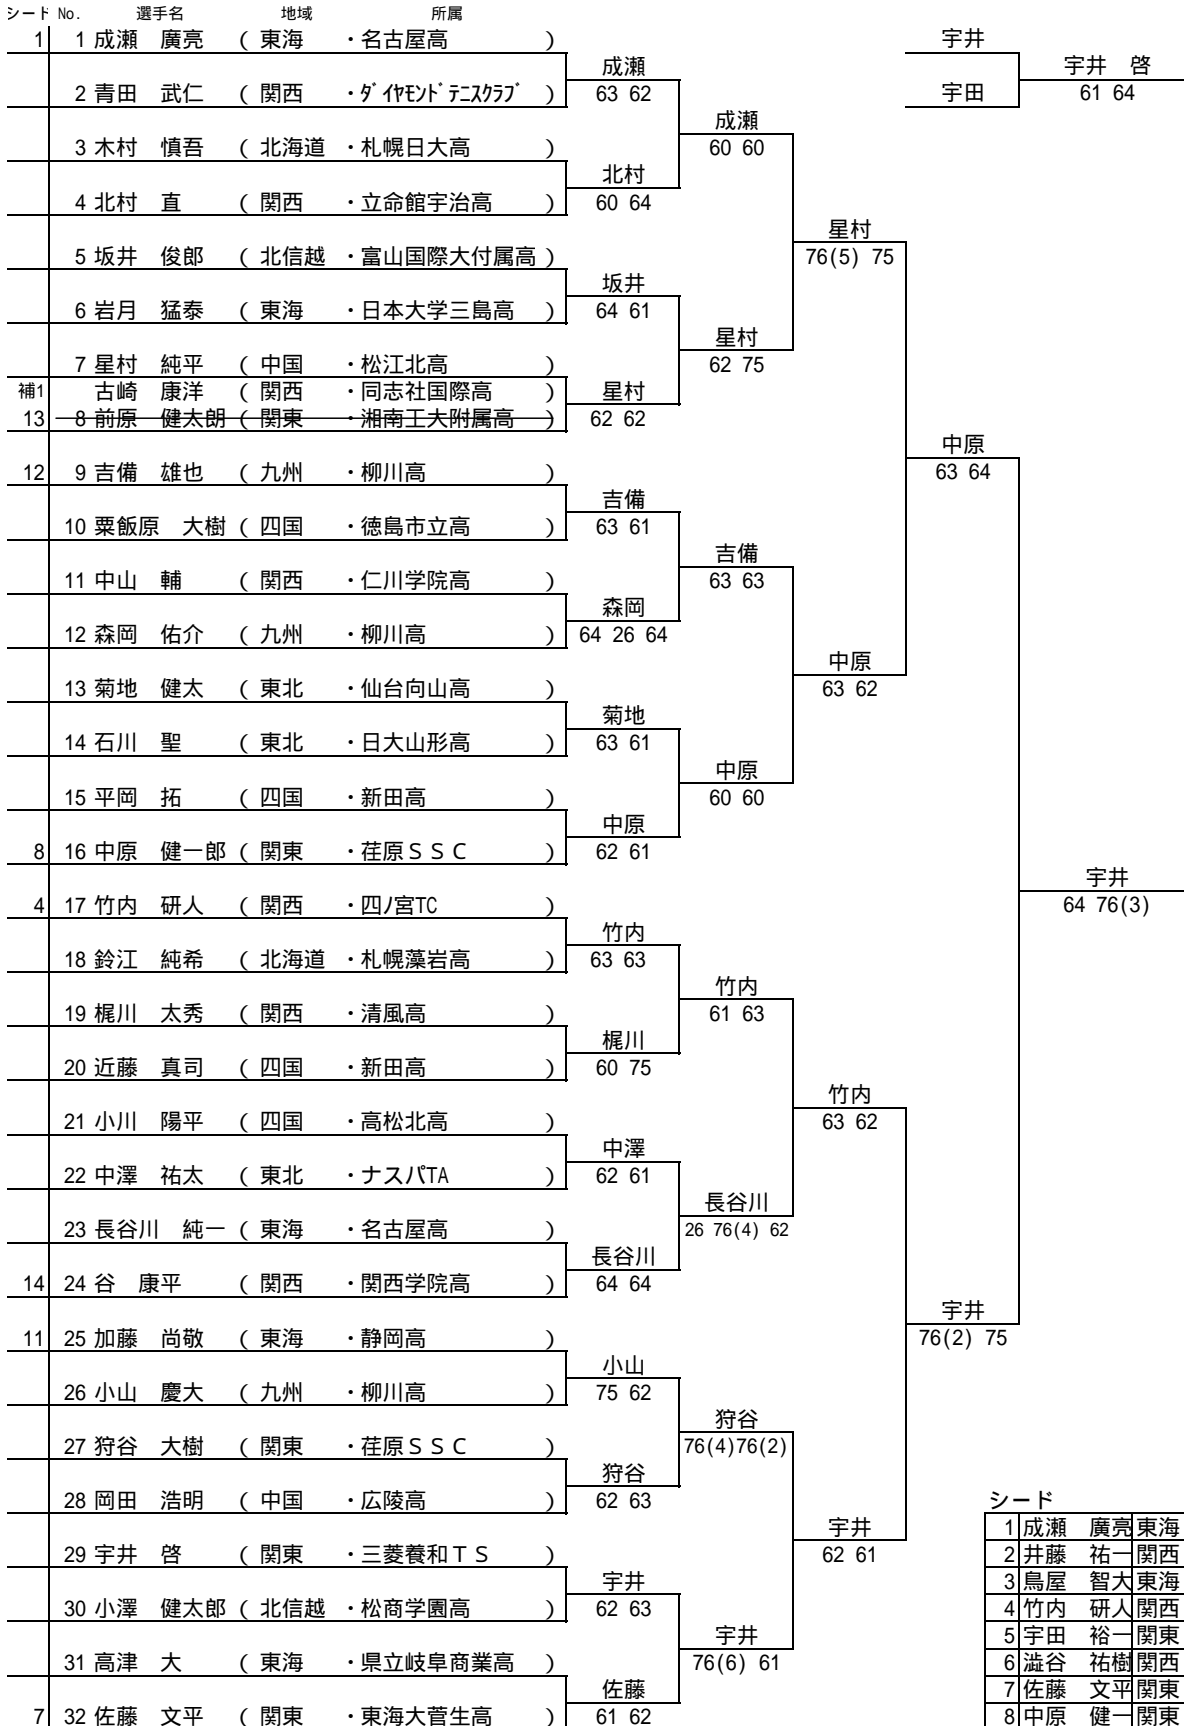 シード No. 選手名 地域 所属
1 1 成瀬 廣亮 ( 東海 ・名古屋高 )
2 青田 武仁 ( 関西 ・ダイヤモンドテニスクラブ )
3 木村 慎吾 ( 北海道 ・札幌日大高 )
4 北村 直 ( 関西 ・立命館宇治高 )
5 坂井 俊郎 ( 北信越 ・富山国際大付属高 )
6 岩月 猛泰 ( 東海 ・日本大学三島高 )
7 星村 純平 ( 中国 ・松江北高 )
補1 古崎 康洋 ( 関西 ・同志社国際高 )
13 8 前原 健太朗 ( 関東 ・湘南工大附属高 )
12 9 吉備 雄也 ( 九州 ・柳川高 )
10 粟飯原 大樹 ( 四国 ・徳島市立高 )
11 中山 輔 ( 関西 ・仁川学院高 )
12 森岡 佑介 ( 九州 ・柳川高 )
13 菊地 健太 ( 東北 ・仙台向山高 )
14 石川 聖 ( 東北 ・日大山形高 )
15 平岡 拓 ( 四国 ・新田高 )
8 16 中原 健一郎 ( 関東 ・荏原ＳＳＣ )
4 17 竹内 研人 ( 関西 ・四ノ宮TC )
18 鈴江 純希 ( 北海道 ・札幌藻岩高 )
19 梶川 太秀 ( 関西 ・清風高 )
20 近藤 真司 ( 四国 ・新田高 )
21 小川 陽平 ( 四国 ・高松北高 )
22 中澤 祐太 ( 東北 ・ナスパTA )
23 長谷川 純一 ( 東海 ・名古屋高 )
14 24 谷 康平 ( 関西 ・関西学院高 )
11 25 加藤 尚敬 ( 東海 ・静岡高 )
26 小山 慶大 ( 九州 ・柳川高 )
27 狩谷 大樹 ( 関東 ・荏原ＳＳＣ )
28 岡田 浩明 ( 中国 ・広陵高 )
29 宇井 啓 ( 関東 ・三菱養和ＴＳ )
30 小澤 健太郎 ( 北信越 ・松商学園高 )
31 高津 大 ( 東海 ・県立岐阜商業高 )
7 32 佐藤 文平 ( 関東 ・東海大菅生高 )
成瀬
63 62
北村
60 64
坂井
64 61
星村
62 62
吉備
63 61
森岡
64 26 64
菊地
63 61
中原
62 61
竹内
63 63
梶川
60 75
中澤
62 61
長谷川
64 64
小山
75 62
狩谷
62 63
宇井
62 63
佐藤
61 62
成瀬
60 60
星村
62 75
吉備
63 63
中原
60 60
竹内
61 63
長谷川
26 76(4) 62
狩谷
76(4)76(2)
宇井
76(6) 61
星村
76(5) 75
中原
63 62
竹内
63 62
宇井
62 61
中原
63 64
宇井
76(2) 75
宇井
64 76(3)
宇井
宇田
宇井 啓
61 64
シード
1 成瀬 廣亮 東海
2 井藤 祐一 関西
3 鳥屋 智大 東海
4 竹内 研人 関西
5 宇田 裕一 関東
6 澁谷 祐樹 関西
7 佐藤 文平 関東
8 中原 健一 関東